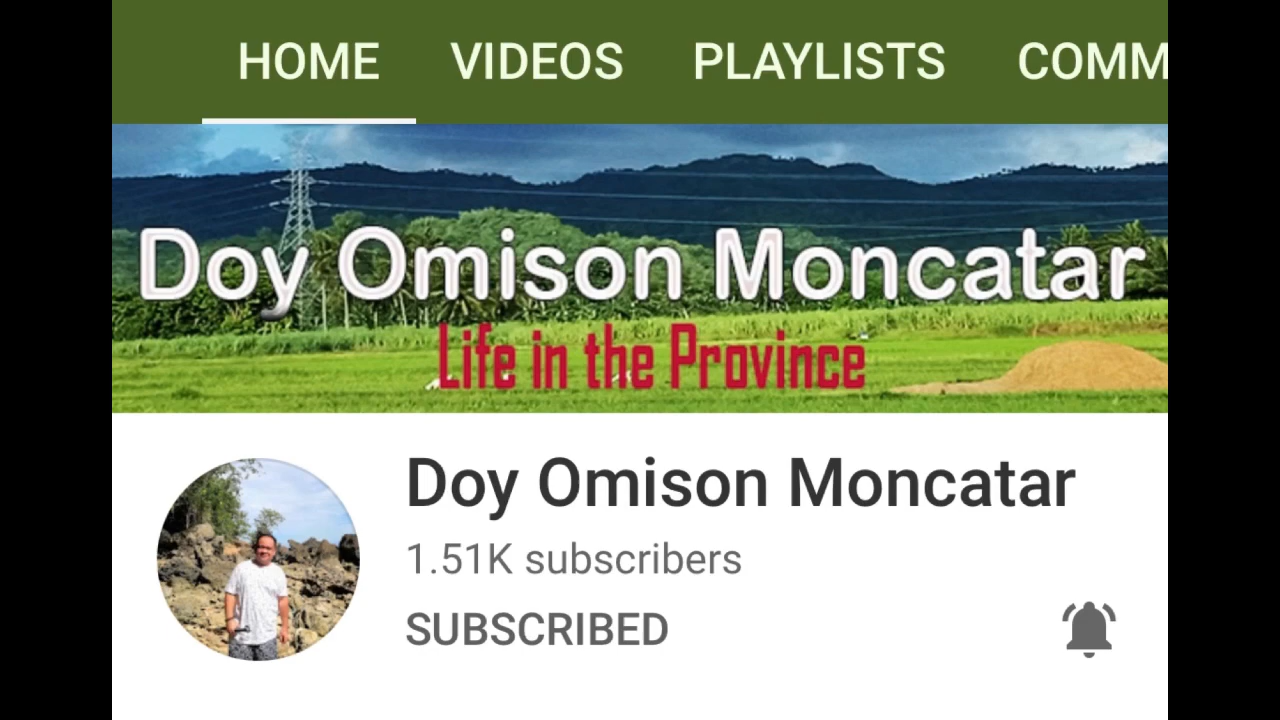 HOME VIDEOS PLAYLISTS COMM
Doy Omison Moncatar
Life in the Province
Doy Omison Moncatar
1.51K subscribers
SUBSCRIBED